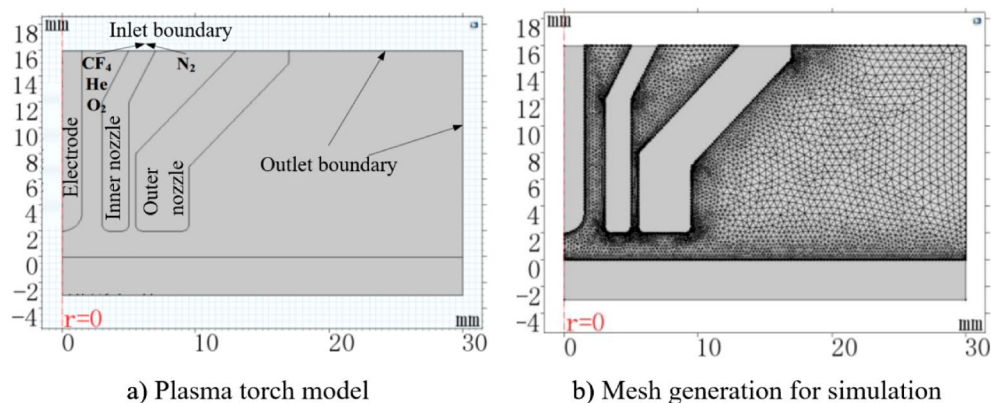 18 mm
Inlet boundary
16
CF4
He
O2
N2
14
12
10
8
6
4
2
0
-2
-4
Electrode
Inner nozzle
Outer
nozzle
Outlet boundary
r=0
mm
0 10 20 30
a) Plasma torch model
18 mm
16
14
12
10
8
6
4
2
0
-2
-4
r=0
mm
0 10 20 30
b) Mesh generation for simulation